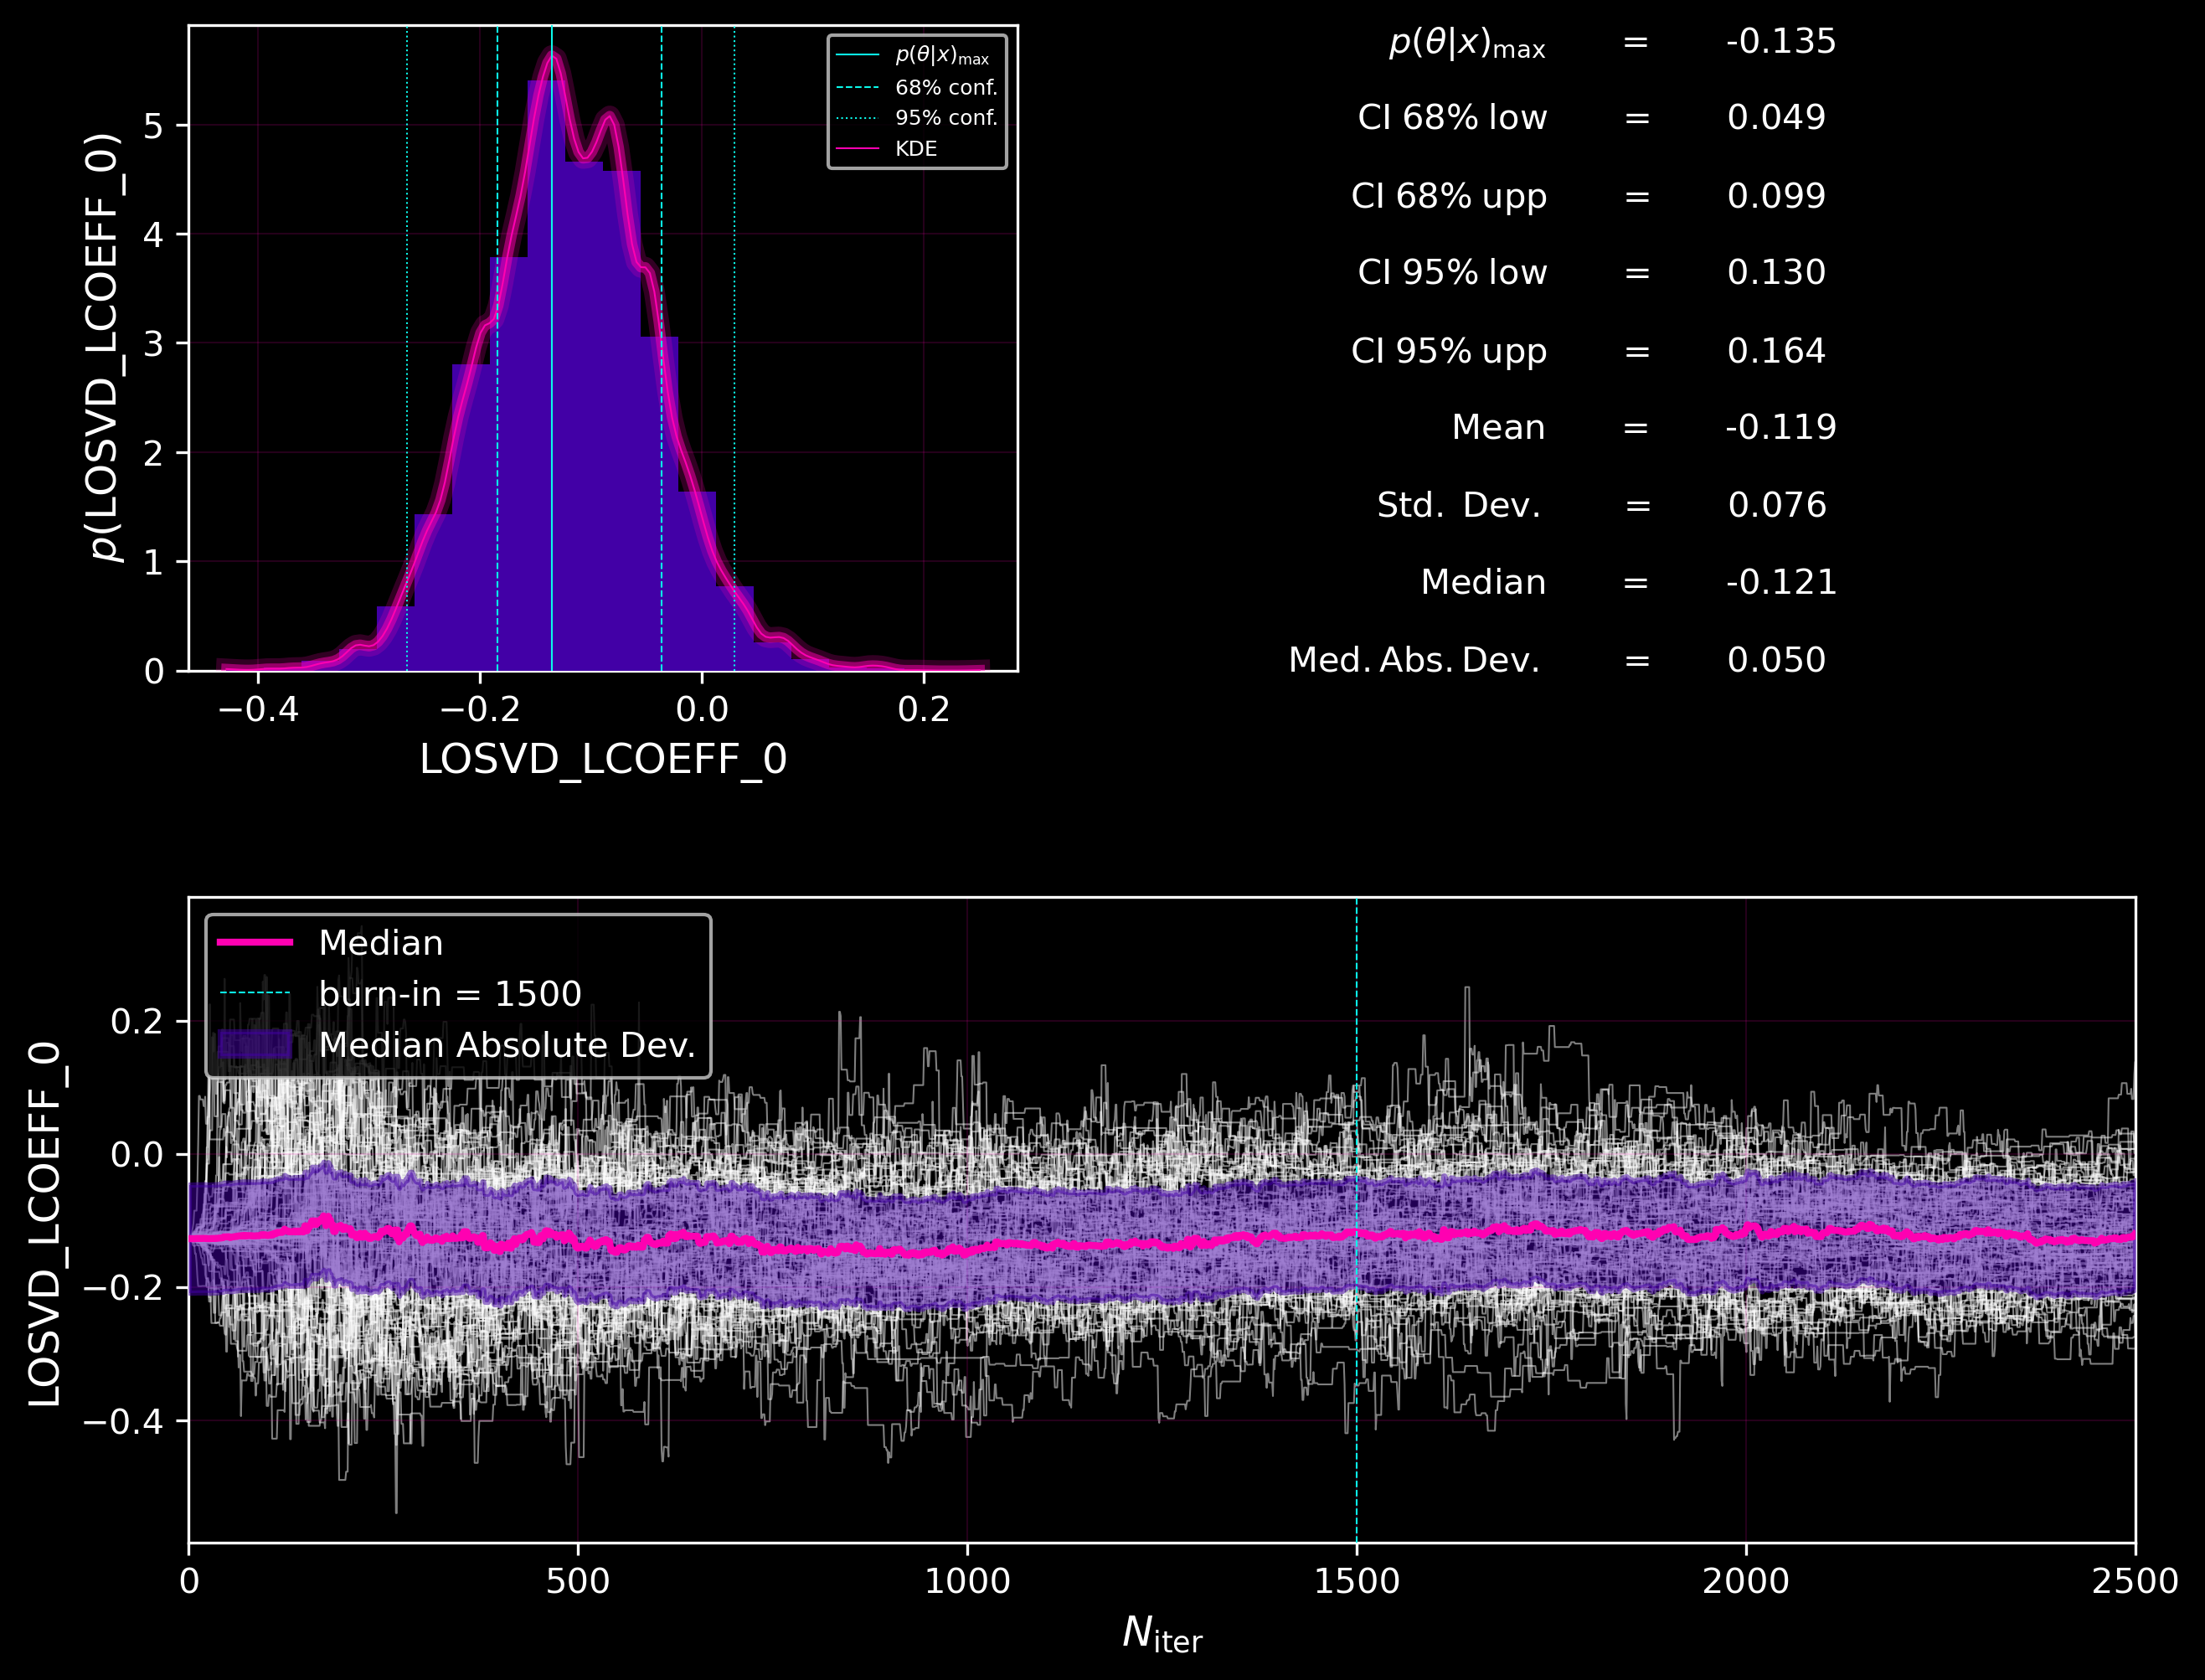 p(LOSVD_LCOEFF_0)
5
4
3
2
1
0
−0.4 −0.2 0.0 0.2
LOSVD_LCOEFF_0
p(θ|x)max
68% conf.
95% conf.
KDE
p(θ|x)max = -0.135
CI 68% low = 0.049
CI 68% upp = 0.099
CI 95% low = 0.130
CI 95% upp = 0.164
Mean = -0.119
Std. Dev. = 0.076
Median = -0.121
Med. Abs. Dev. = 0.050
LOSVD_LCOEFF_0
0.2
0.0
−0.2
−0.4
Median
burn-in = 1500
Median Absolute Dev.
0 500 1000 1500 2000 2500
Niter